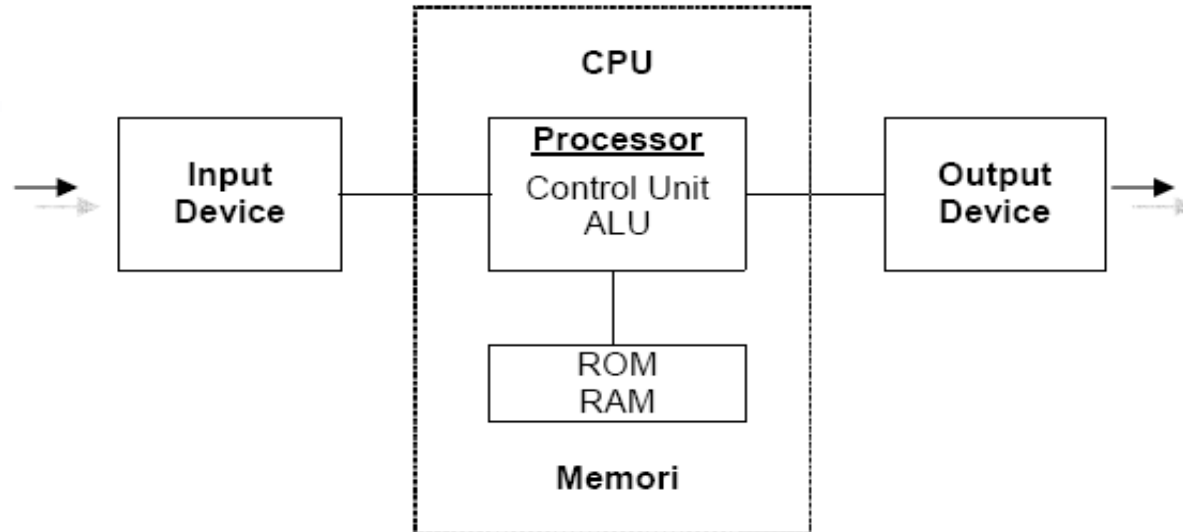 CPU
Input
Device
Processor
Control Unit
ALU
Output
Device
ROM
RAM
Memori